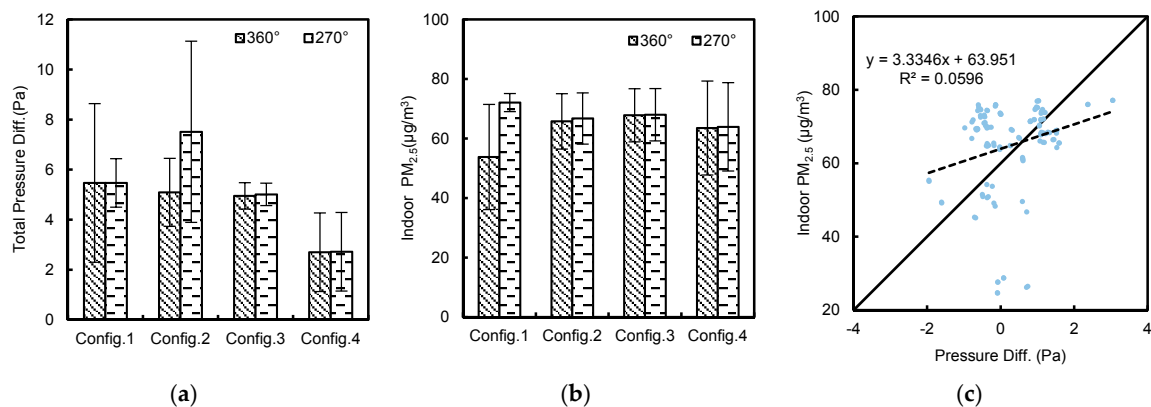 12
10
8
6
4
2
0
Total Pressure Diff.(Pa)
360° 270°
Config.1 Config.2 Config.3 Config.4
(a)
100
80
60
40
20
0
Indoor PM2.5(μg/m³)
360° 270°
Config.1 Config.2 Config.3 Config.4
(b)
100
80
60
40
20
Indoor PM2.5 (μg/m³)
y = 3.3346x + 63.951
R² = 0.0596
-4 -2 0 2 4
Pressure Diff. (Pa)
(c)